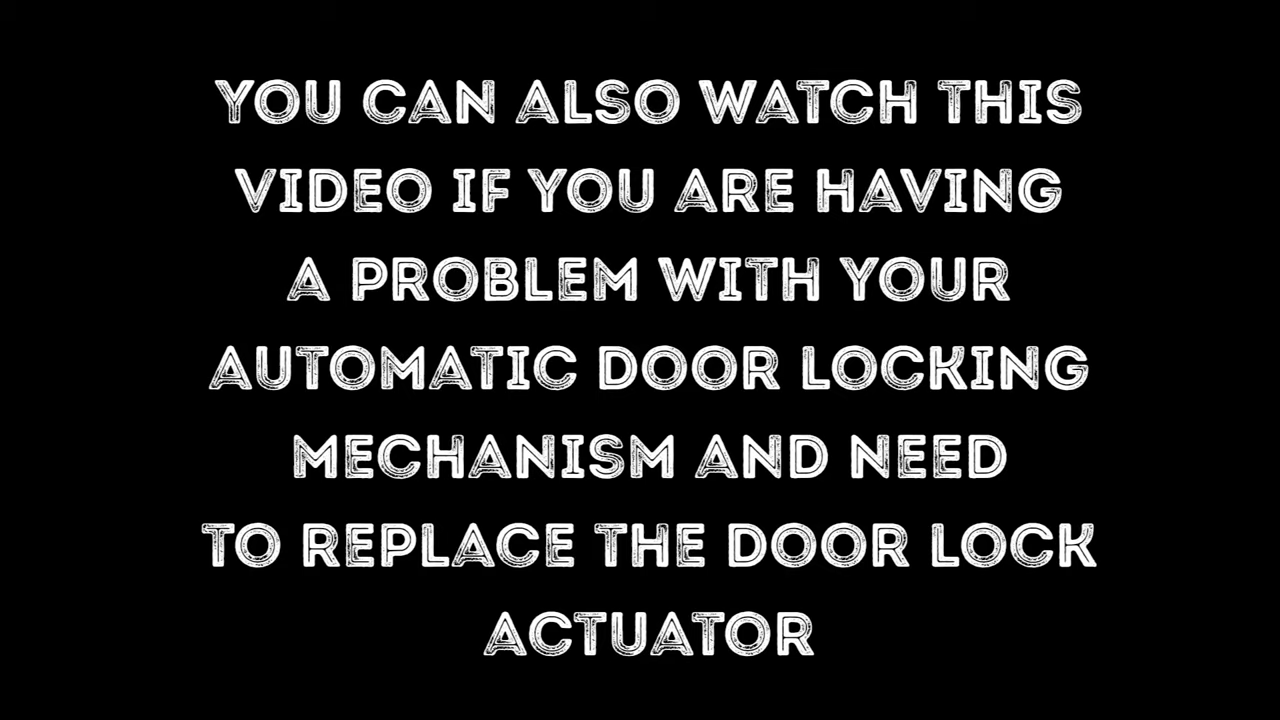 YOU CAN ALSO WATCH THIS
VIDEO IF YOU ARE HAVING
A PROBLEM WITH YOUR
AUTOMATIC DOOR LOCKING
MECHANISM AND NEED
TO REPLACE THE DOOR LOCK
ACTUATOR